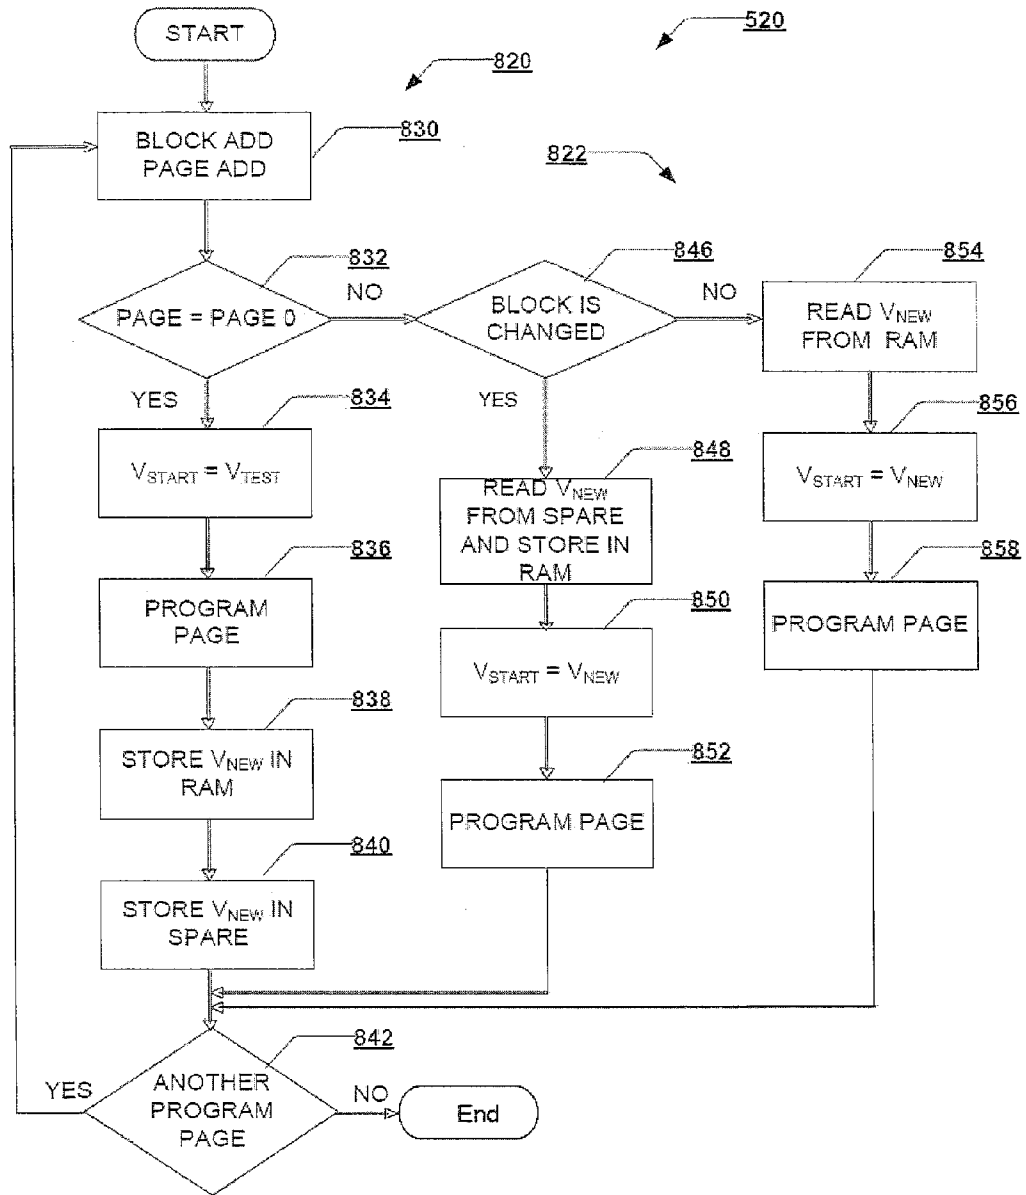 START
520
820
BLOCK ADD
PAGE ADD
830
822
832
PAGE = PAGE 0
NO
846
BLOCK IS
CHANGED
NO
854
READ VNEW
FROM RAM
YES
834
VSTART = VTEST
YES
848
READ VNEW
FROM SPARE
AND STORE IN
RAM
856
VSTART = VNEW
836
PROGRAM
PAGE
850
VSTART = VNEW
858
PROGRAM PAGE
838
STORE VNEW IN
RAM
852
PROGRAM PAGE
840
STORE VNEW IN
SPARE
842
YES
ANOTHER
PROGRAM
PAGE
NO
End